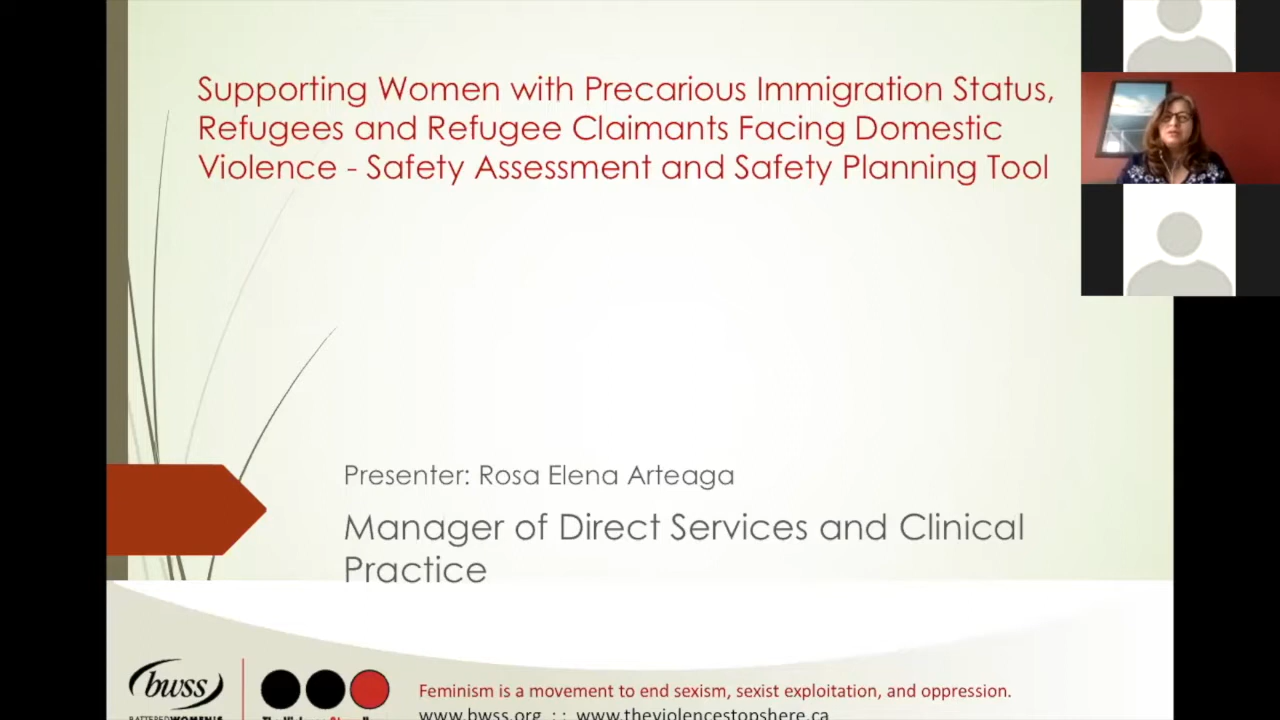 Supporting Women with Precarious Immigration Status,
Refugees and Refugee Claimants Facing Domestic
Violence - Safety Assessment and Safety Planning Tool
Presenter: Rosa Elena Arteaga
Manager of Direct Services and Clinical
Practice
bwss
BATTERED WOMEN'S
Feminism is a movement to end sexism, sexist exploitation, and oppression.
www.bwss.org : : www.theviolencestopshere.ca